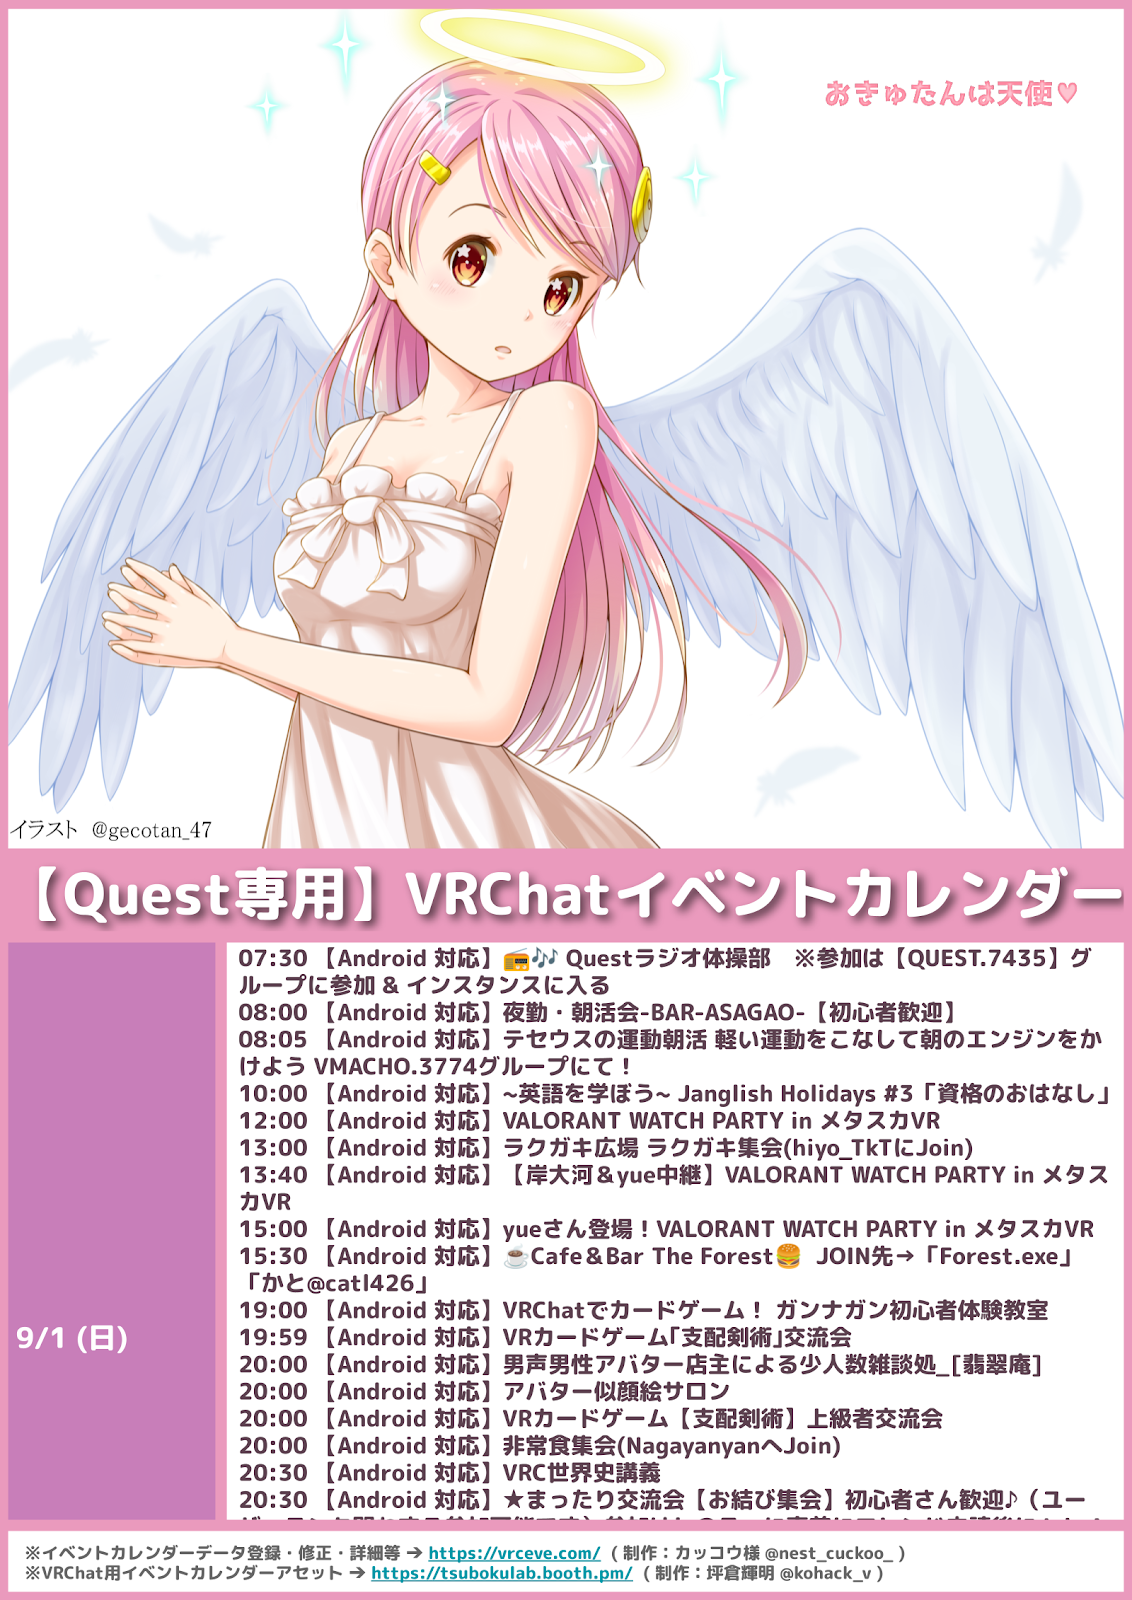 おきゅたんは天使♥
イラスト @gecotan_47
【Quest専用】VRChatイベントカレンダー
9/1 (日)
07:30 【Android 対応】📻🎶 Questラジオ体操部　※参加は【QUEST.7435】グ
ループに参加 & インスタンスに入る
08:00 【Android 対応】夜勤・朝活会-BAR-ASAGAO-【初心者歓迎】
08:05 【Android 対応】テセウスの運動朝活 軽い運動をこなして朝のエンジンをか
けよう VMACHO.3774グループにて！
10:00 【Android 対応】~英語を学ぼう~ Janglish Holidays #3「資格のおはなし」
12:00 【Android 対応】VALORANT WATCH PARTY in メタスカVR
13:00 【Android 対応】ラクガキ広場 ラクガキ集会(hiyo_TkTにJoin)
13:40 【Android 対応】【岸大河＆yue中継】VALORANT WATCH PARTY in メタス
カVR
15:00 【Android 対応】yueさん登場！VALORANT WATCH PARTY in メタスカVR
15:30 【Android 対応】☕Cafe＆Bar The Forest🍔 JOIN先→「Forest.exe」
「かと@catl426」
19:00 【Android 対応】VRChatでカードゲーム！ ガンナガン初心者体験教室
19:59 【Android 対応】VRカードゲーム｢支配剣術｣交流会
20:00 【Android 対応】男声男性アバター店主による少人数雑談処_[翡翠庵]
20:00 【Android 対応】アバター似顔絵サロン
20:00 【Android 対応】VRカードゲーム【支配剣術】上級者交流会
20:00 【Android 対応】非常食集会(NagayanyanへJoin)
20:30 【Android 対応】VRC世界史講義
20:30 【Android 対応】★まったり交流会【お結び集会】初心者さん歓迎♪（ユー
※イベントカレンダーデータ登録・修正・詳細等 → https://vrceve.com/ ( 制作：カッコウ様 @nest_cuckoo_ )
※VRChat用イベントカレンダーアセット → https://tsubokulab.booth.pm/ ( 制作：坪倉輝明 @kohack_v )